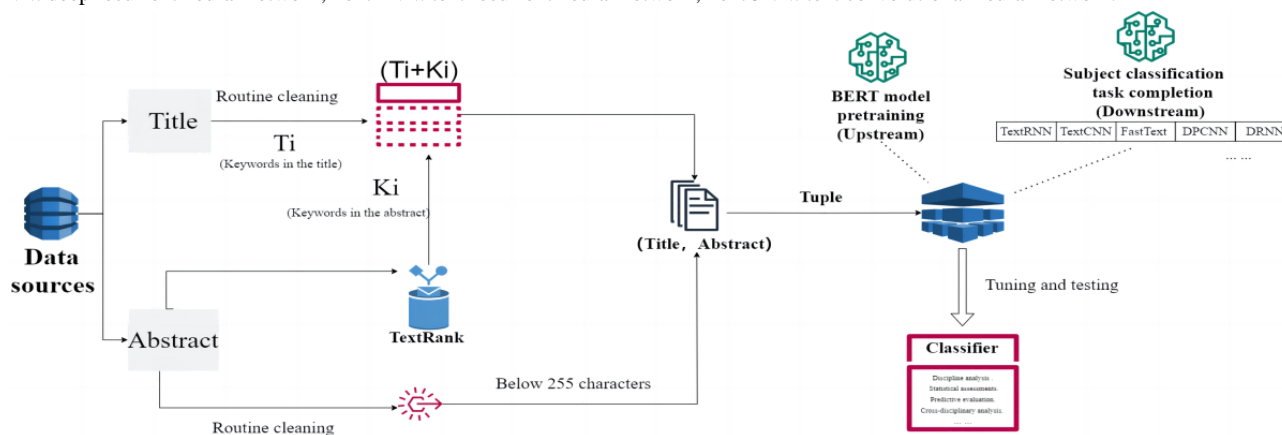 (Ti+Ki)
Routine cleaning
Title
Ti
(Keywords in the title)
Ki
(Keywords in the abstract)
Data
sources
Abstract
TextRank
Routine cleaning
Below 255 characters
(Title, Abstract)
Tuple
BERT model
pretraining
(Upstream)
Subject classification
task completion
(Downstream)
TextRNN TextCNN FastText DPCNN DRNN
... ...
Tuning and testing
Classifier
Discipline analysis.
Statistical assessments.
Predictive evaluation.
Cross-disciplinary analysis.
... ...